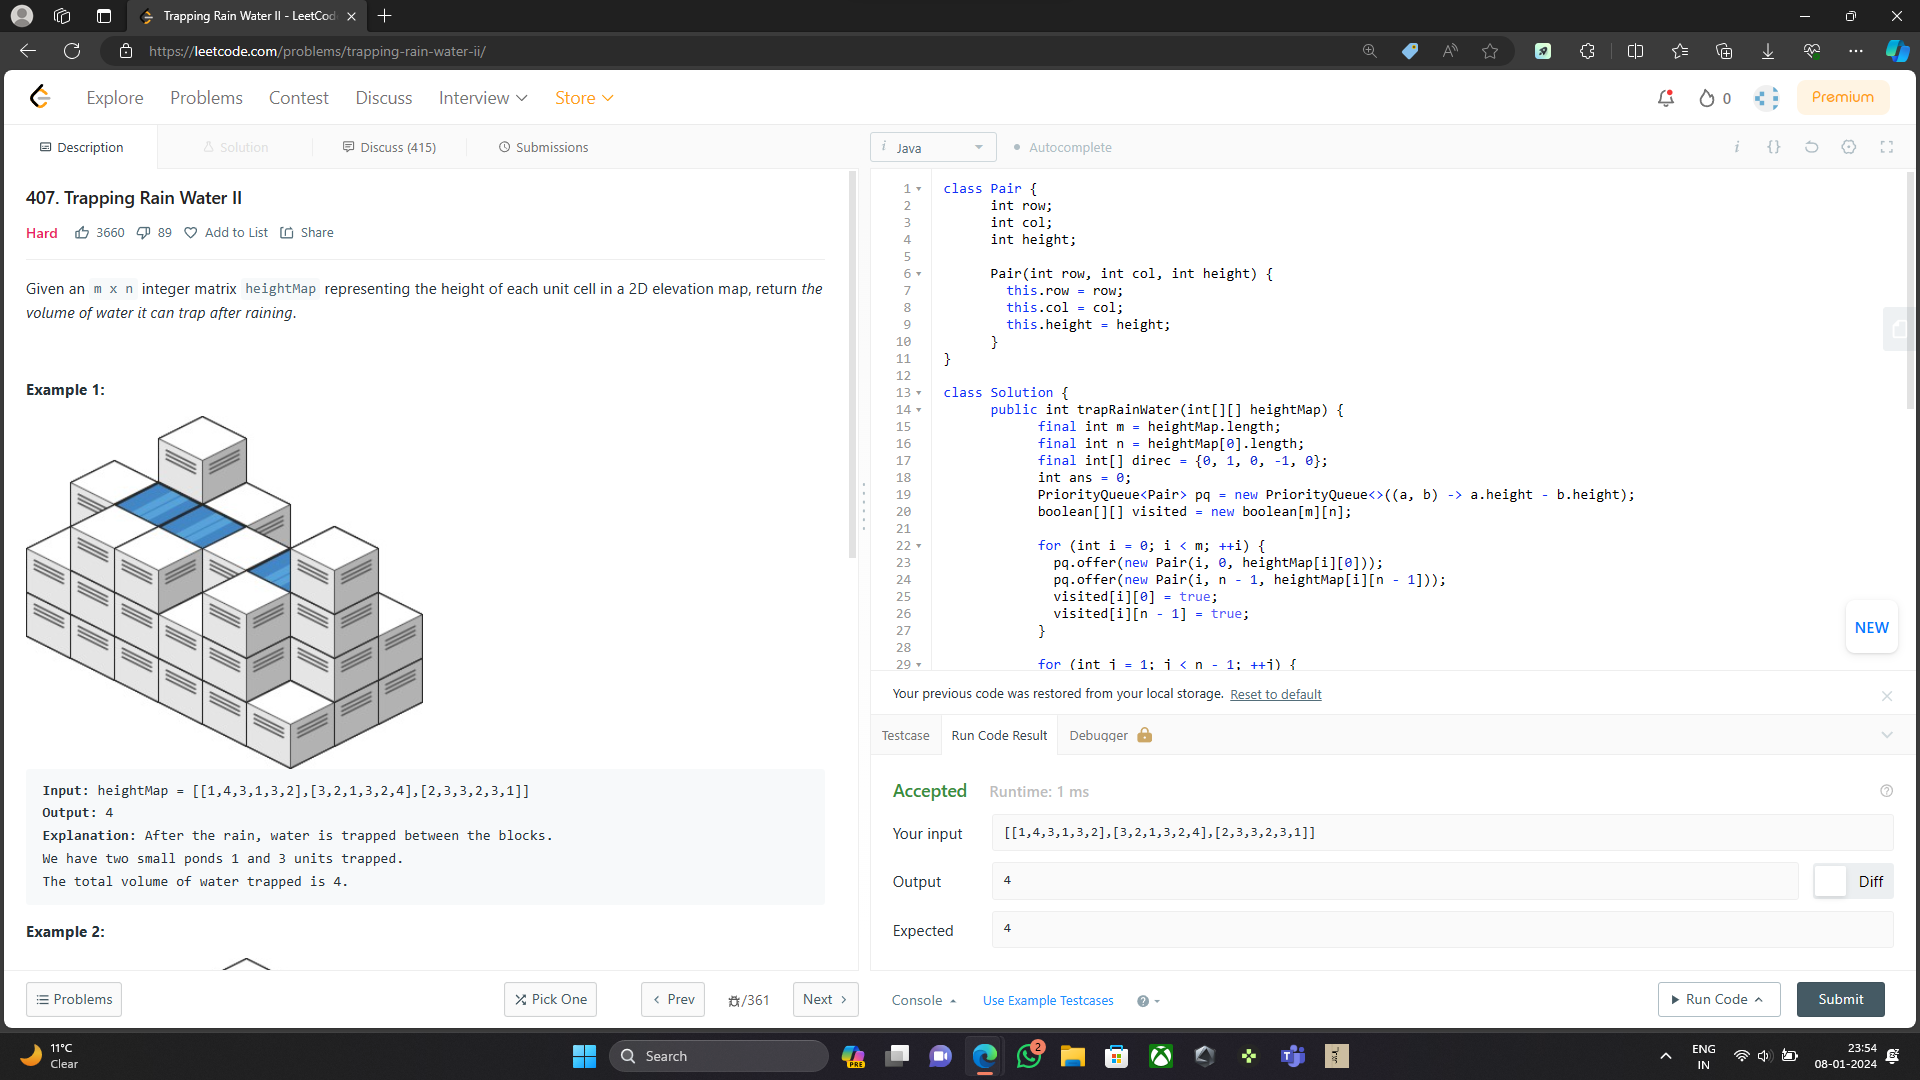 Trapping Rain Water II - LeetCod
https://leetcode.com/problems/trapping-rain-water-ii/
Explore Problems Contest Discuss Interview Store 0 Premium
Description Solution Discuss (415) Submissions
i Java Autocomplete i {}
407. Trapping Rain Water II
Hard 3660 89 Add to List Share
Given an m x n integer matrix heightMap representing the height of each unit cell in a 2D elevation map, return the
volume of water it can trap after raining.
Example 1:
Input: heightMap = [[1,4,3,1,3,2],[3,2,1,3,2,4],[2,3,3,2,3,1]]
Output: 4
Explanation: After the rain, water is trapped between the blocks.
We have two small ponds 1 and 3 units trapped.
The total volume of water trapped is 4.
Example 2:
Problems Pick One Prev /361 Next
1 class Pair {
2 int row;
3 int col;
4 int height;
5
6 Pair(int row, int col, int height) {
7 this.row = row;
8 this.col = col;
9 this.height = height;
10 }
11 }
12
13 class Solution {
14 public int trapRainWater(int[][] heightMap) {
15 final int m = heightMap.length;
16 final int n = heightMap[0].length;
17 final int[] direc = {0, 1, 0, -1, 0};
18 int ans = 0;
19 PriorityQueue<Pair> pq = new PriorityQueue<>((a, b) -> a.height - b.height);
20 boolean[][] visited = new boolean[m][n];
21
22 for (int i = 0; i < m; ++i) {
23 pq.offer(new Pair(i, 0, heightMap[i][0]));
24 pq.offer(new Pair(i, n - 1, heightMap[i][n - 1]));
25 visited[i][0] = true;
26 visited[i][n - 1] = true;
27 }
28
29 for (int j = 1; j < n - 1; ++j) {
NEW
Your previous code was restored from your local storage. Reset to default
Testcase Run Code Result Debugger
Accepted Runtime: 1 ms
Your input [[1,4,3,1,3,2],[3,2,1,3,2,4],[2,3,3,2,3,1]]
Output 4 Diff
Expected 4
Console Use Example Testcases Run Code Submit
11°C
Clear
Search
PRE
2
ENG
IN
23:54
08-01-2024